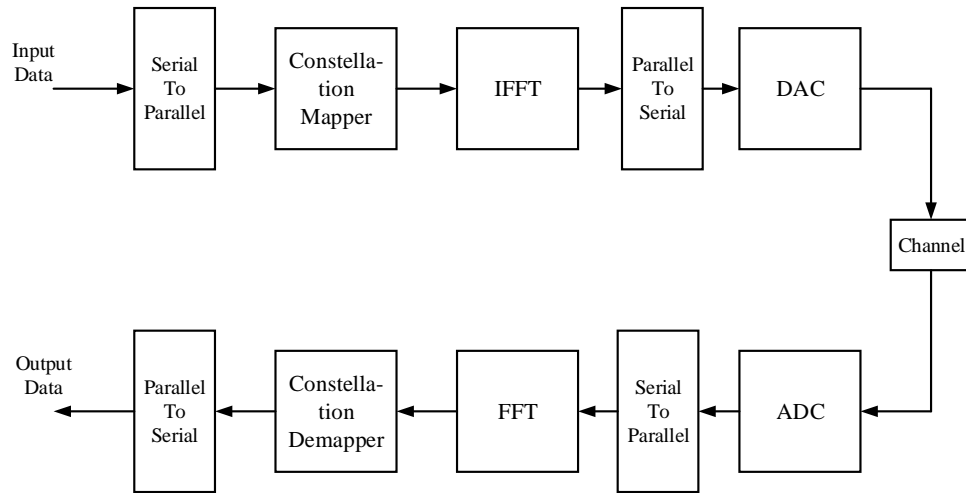 Input
Data
Serial
To
Parallel
Constella-
tion
Mapper
IFFT
Parallel
To
Serial
DAC
Channel
Output
Data
Parallel
To
Serial
Constella-
tion
Demapper
FFT
Serial
To
Parallel
ADC